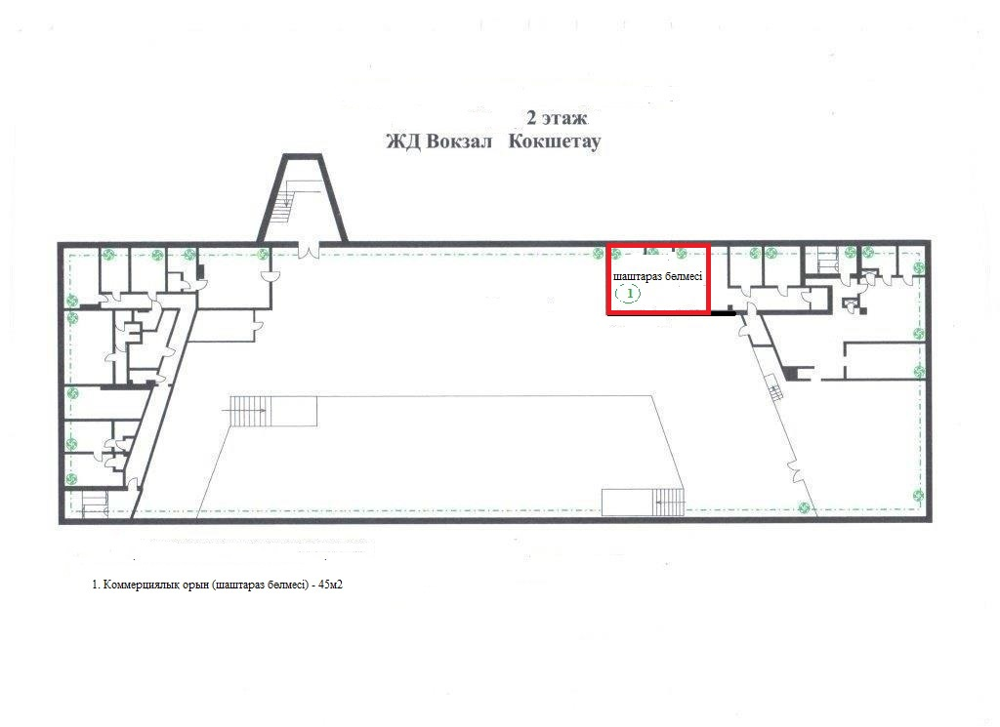 2 этаж
ЖД Вокзал Кокшетау
шаштараз бөлмесі
1
1. Коммерциялық орын (шаштараз бөлмесі) - 45м2